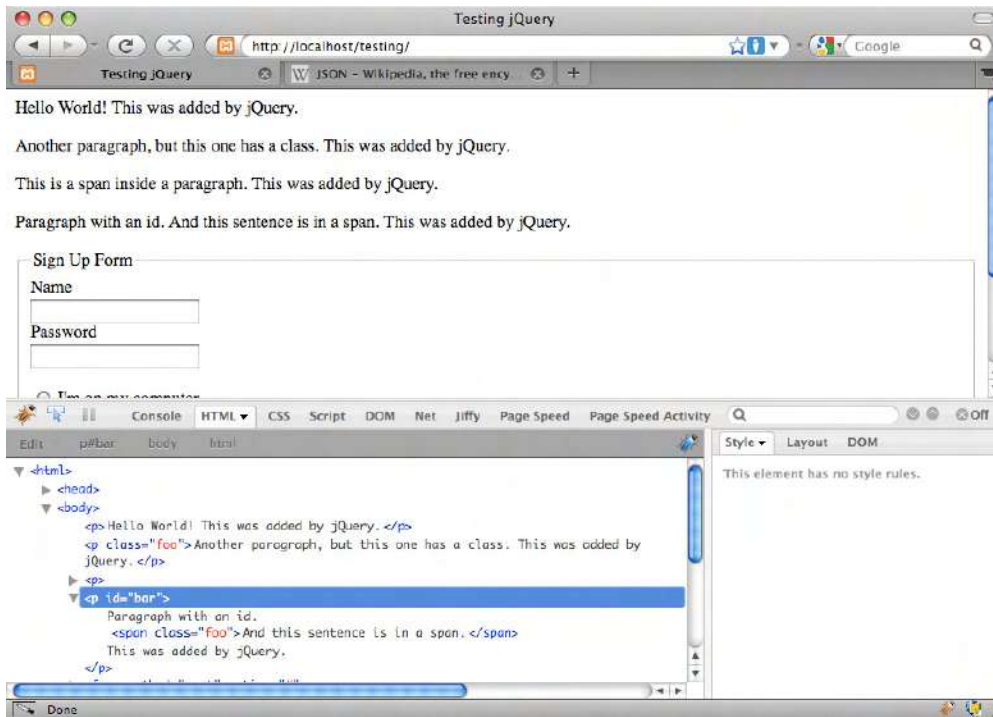 Testing jQuery
http://localhost/testing/
Google
Testing jQuery
W JSON – Wikipedia, the free ency...
+
Hello World! This was added by jQuery.
Another paragraph, but this one has a class. This was added by jQuery.
This is a span inside a paragraph. This was added by jQuery.
Paragraph with an id. And this sentence is in a span. This was added by jQuery.
Sign Up Form
Name
Password
I'm on my computer
Console HTML CSS Script DOM Net Jiffy Page Speed Page Speed Activity Off
Edit p#bar body html
Style Layout DOM
This element has no style rules.
<html>
<head>
<body>
<p>Hello World! This was added by jQuery.</p>
<p class="foo">Another paragraph, but this one has a class. This was added by
jQuery.</p>
<p>
<p id="bar">
Paragraph with an id.
<span class="foo">And this sentence is in a span.</span>
This was added by jQuery.
</p>
Done